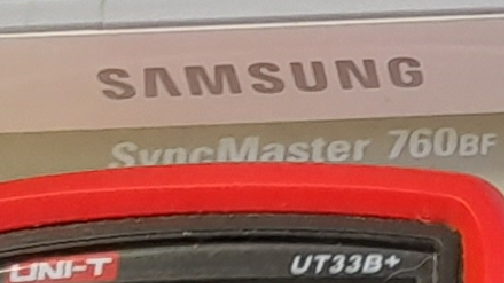 SAMSUNG
SyncMaster 760BF
UNI-T UT33B+